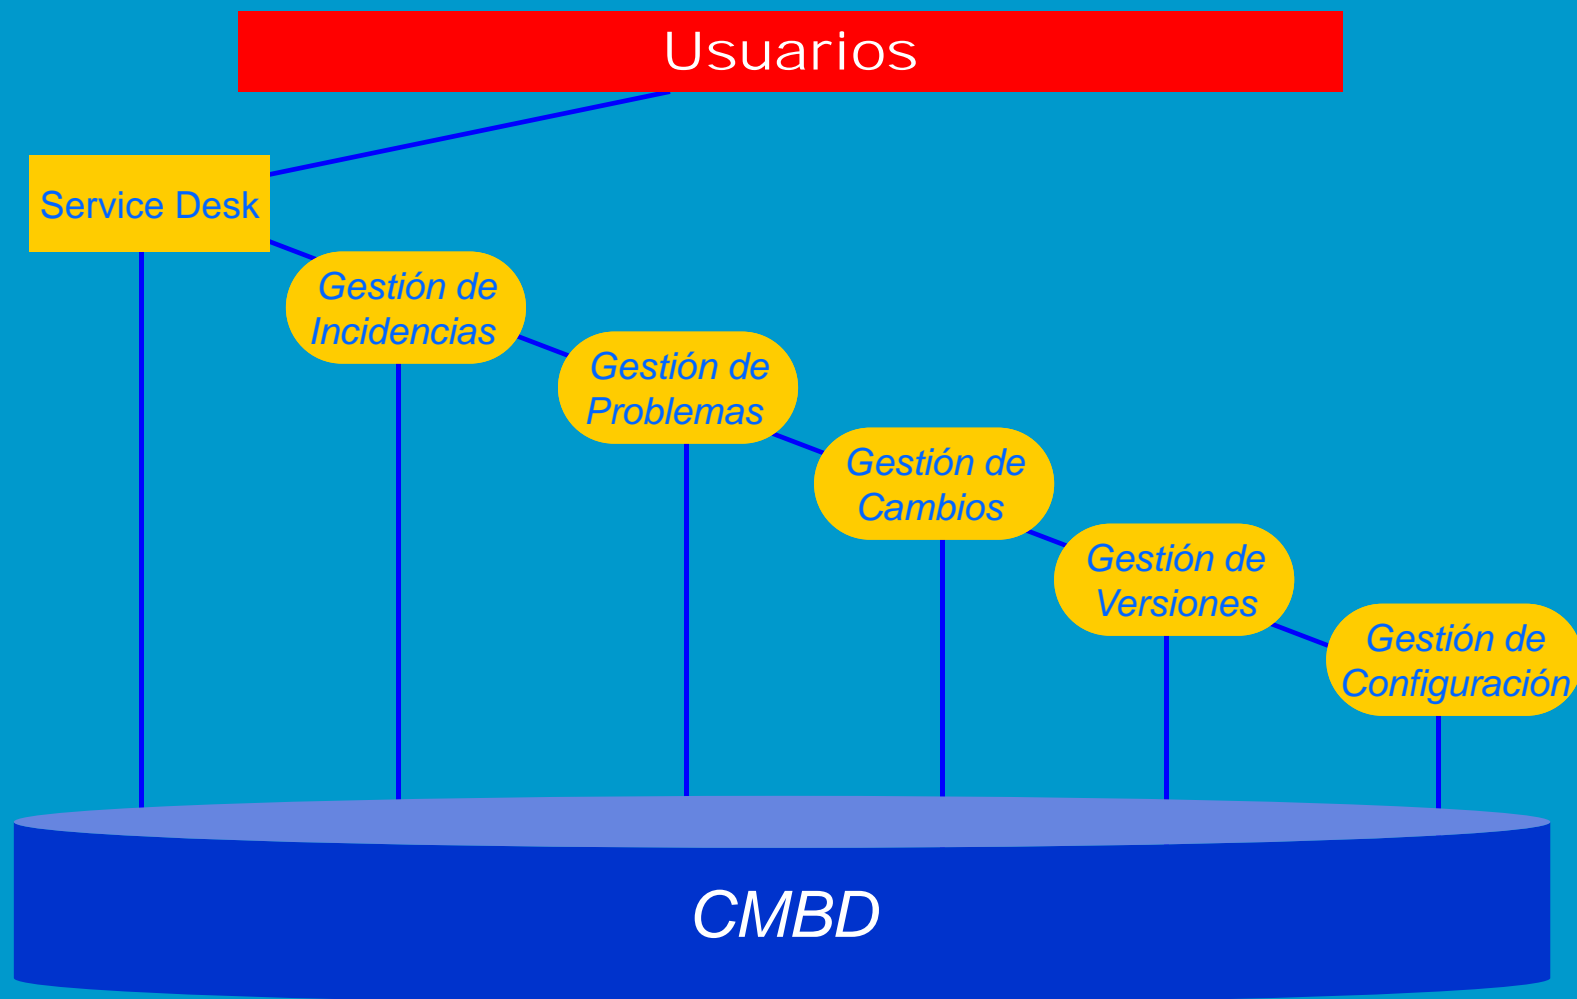 Usuarios
Service Desk
Gestión de
Incidencias
Gestión de
Problemas
Gestión de
Cambios
Gestión de
Versiones
Gestión de
Configuración
CMBD